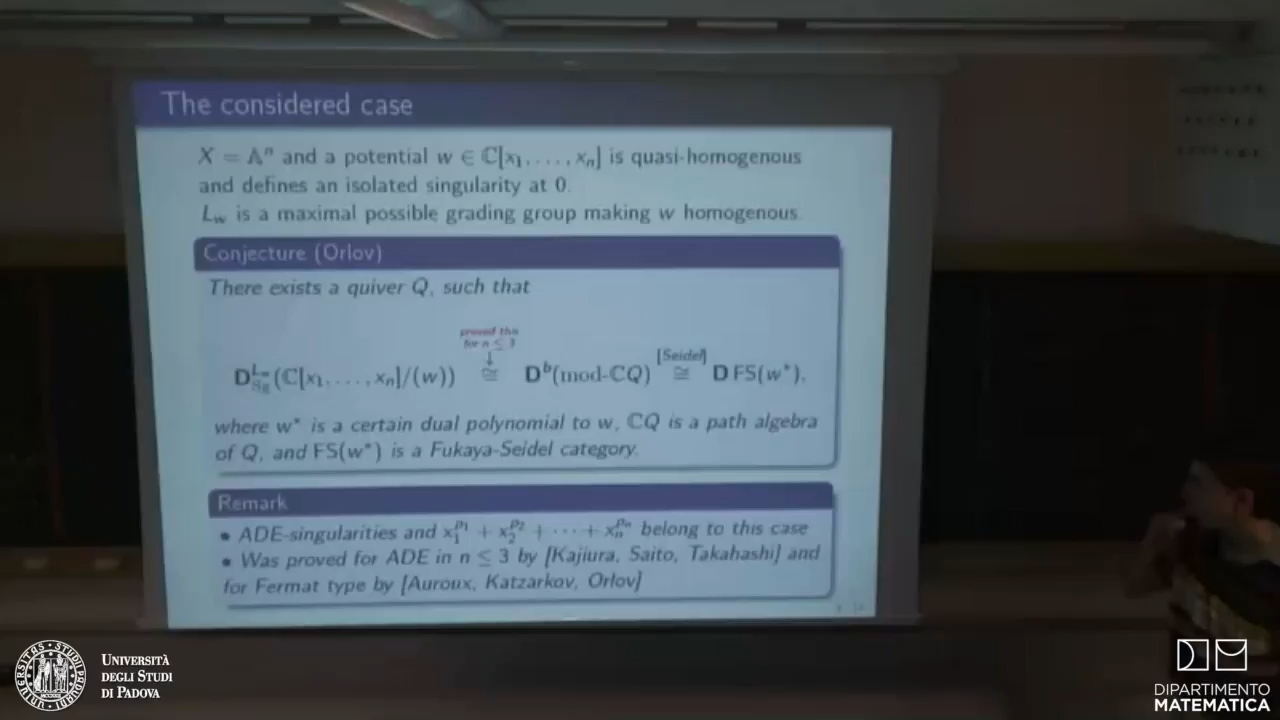 The considered case
X = 𝔸ⁿ and a potential w ∈ ℂ[x₁, . . . , xₙ] is quasi-homogenous
and defines an isolated singularity at 0.
L_w is a maximal possible grading group making w homogenous.
Conjecture (Orlov)
There exists a quiver Q, such that
proved this
for n ≤ 3
↓
D^{L_w}_{Sg}(ℂ[x₁, . . . , xₙ]/(w)) ≅ Dᵇ(mod-ℂQ) [Seidel] ≅ D FS(w*),
where w* is a certain dual polynomial to w, ℂQ is a path algebra
of Q, and FS(w*) is a Fukaya-Seidel category.
Remark
• ADE-singularities and x₁^{p₁} + x₂^{p₂} + · · · + xₙ^{pₙ} belong to this case
• Was proved for ADE in n ≤ 3 by [Kajiura, Saito, Takahashi] and
for Fermat type by [Auroux, Katzarkov, Orlov]
UNIVERSITÀ
DEGLI STUDI
DI PADOVA
DIPARTIMENTO
MATEMATICA